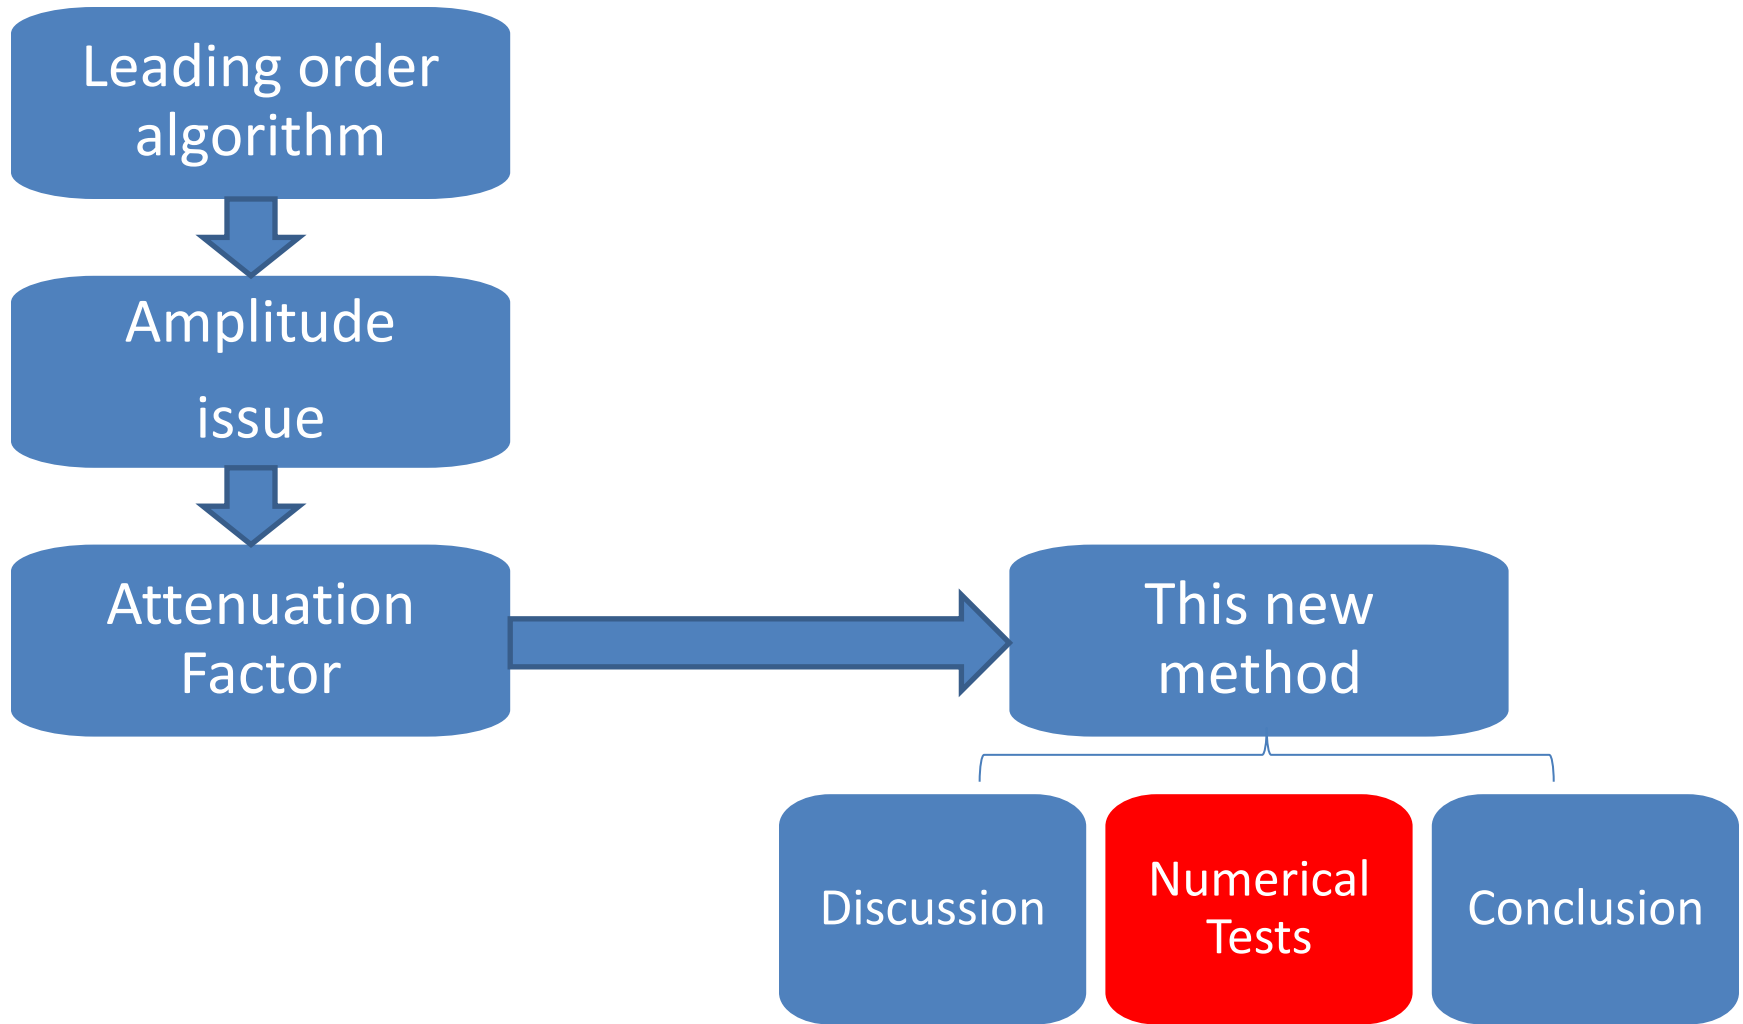 Leading order
algorithm
Amplitude
issue
Attenuation
Factor
This new
method
Discussion
Numerical
Tests
Conclusion